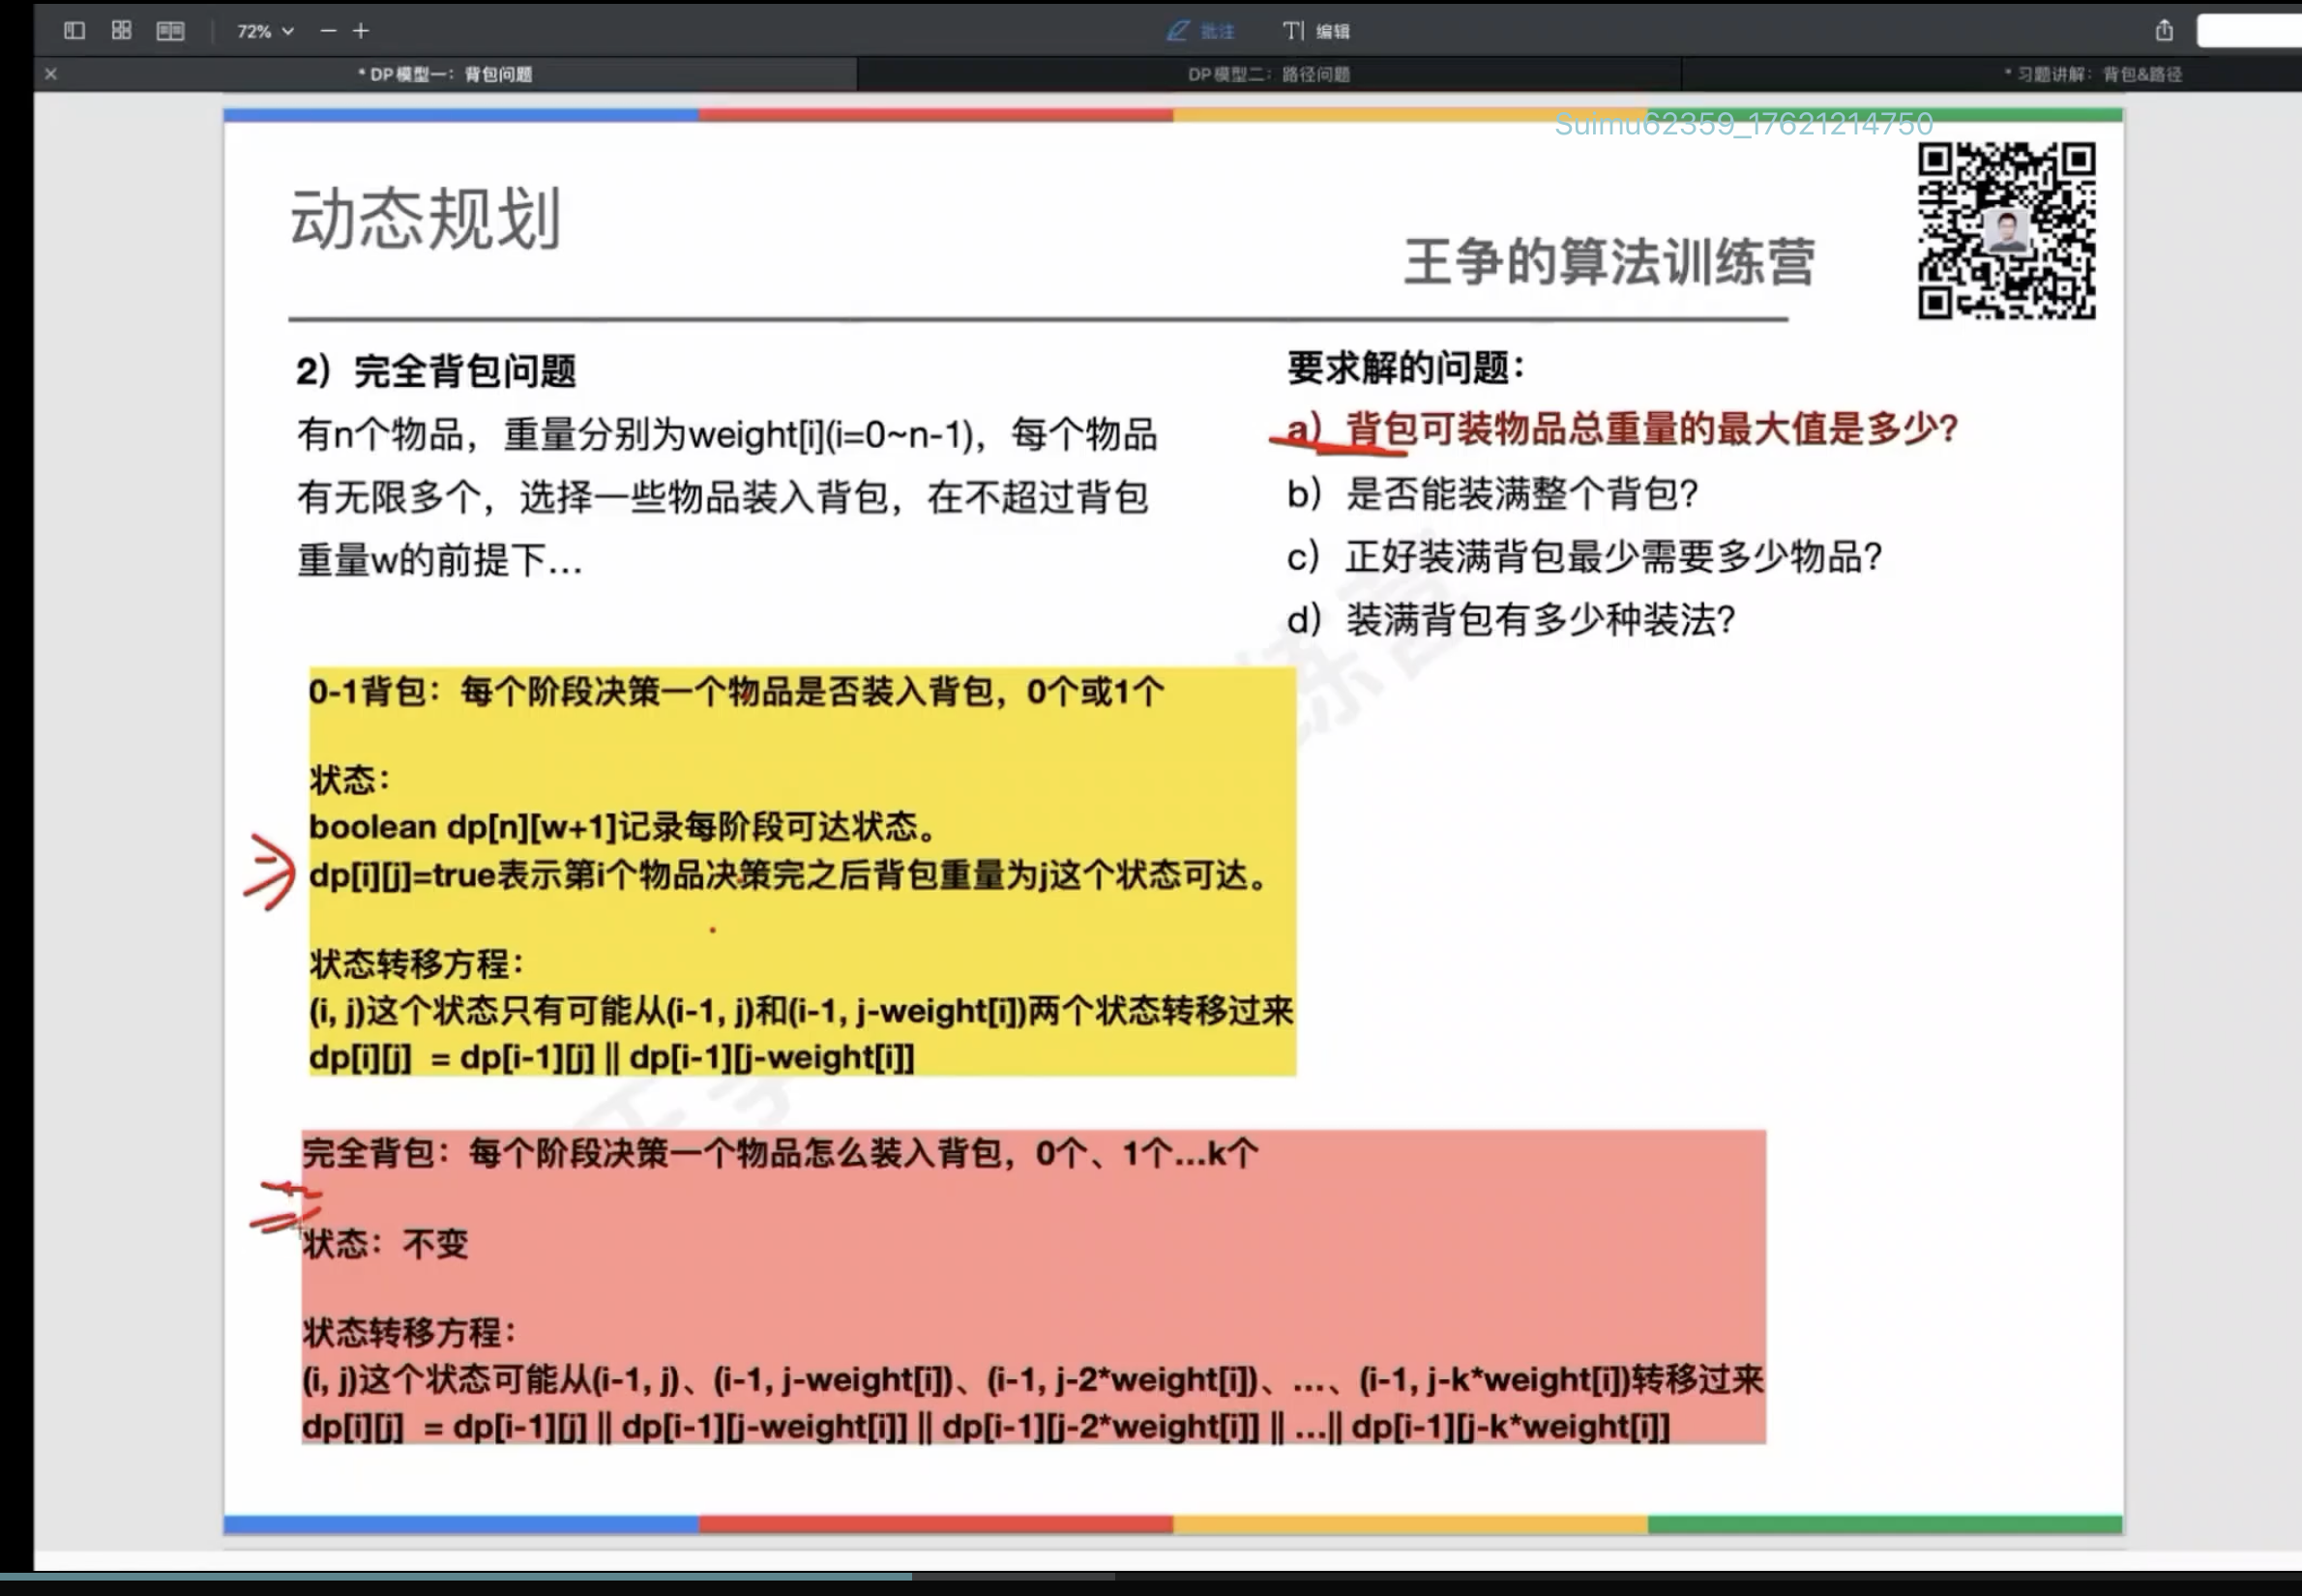 72%
批注
编辑
* DP模型一：背包问题
DP模型二：路径问题
* 习题讲解：背包&路径
Suimu62359_17621214750
动态规划
王争的算法训练营
2）完全背包问题
有n个物品，重量分别为weight[i](i=0~n-1)，每个物品
有无限多个，选择一些物品装入背包，在不超过背包
重量w的前提下...
要求解的问题：
a）背包可装物品总重量的最大值是多少？
b）是否能装满整个背包？
c）正好装满背包最少需要多少物品？
d）装满背包有多少种装法？
0-1背包：每个阶段决策一个物品是否装入背包，0个或1个
状态：
boolean dp[n][w+1]记录每阶段可达状态。
dp[i][j]=true表示第i个物品决策完之后背包重量为j这个状态可达。
状态转移方程：
(i, j)这个状态只有可能从(i-1, j)和(i-1, j-weight[i])两个状态转移过来
dp[i][j] = dp[i-1][j] || dp[i-1][j-weight[i]]
完全背包：每个阶段决策一个物品怎么装入背包，0个、1个...k个
状态：不变
状态转移方程：
(i, j)这个状态可能从(i-1, j)、(i-1, j-weight[i])、(i-1, j-2*weight[i])、...、(i-1, j-k*weight[i])转移过来
dp[i][j] = dp[i-1][j] || dp[i-1][j-weight[i]] || dp[i-1][j-2*weight[i]] || ...|| dp[i-1][j-k*weight[i]]